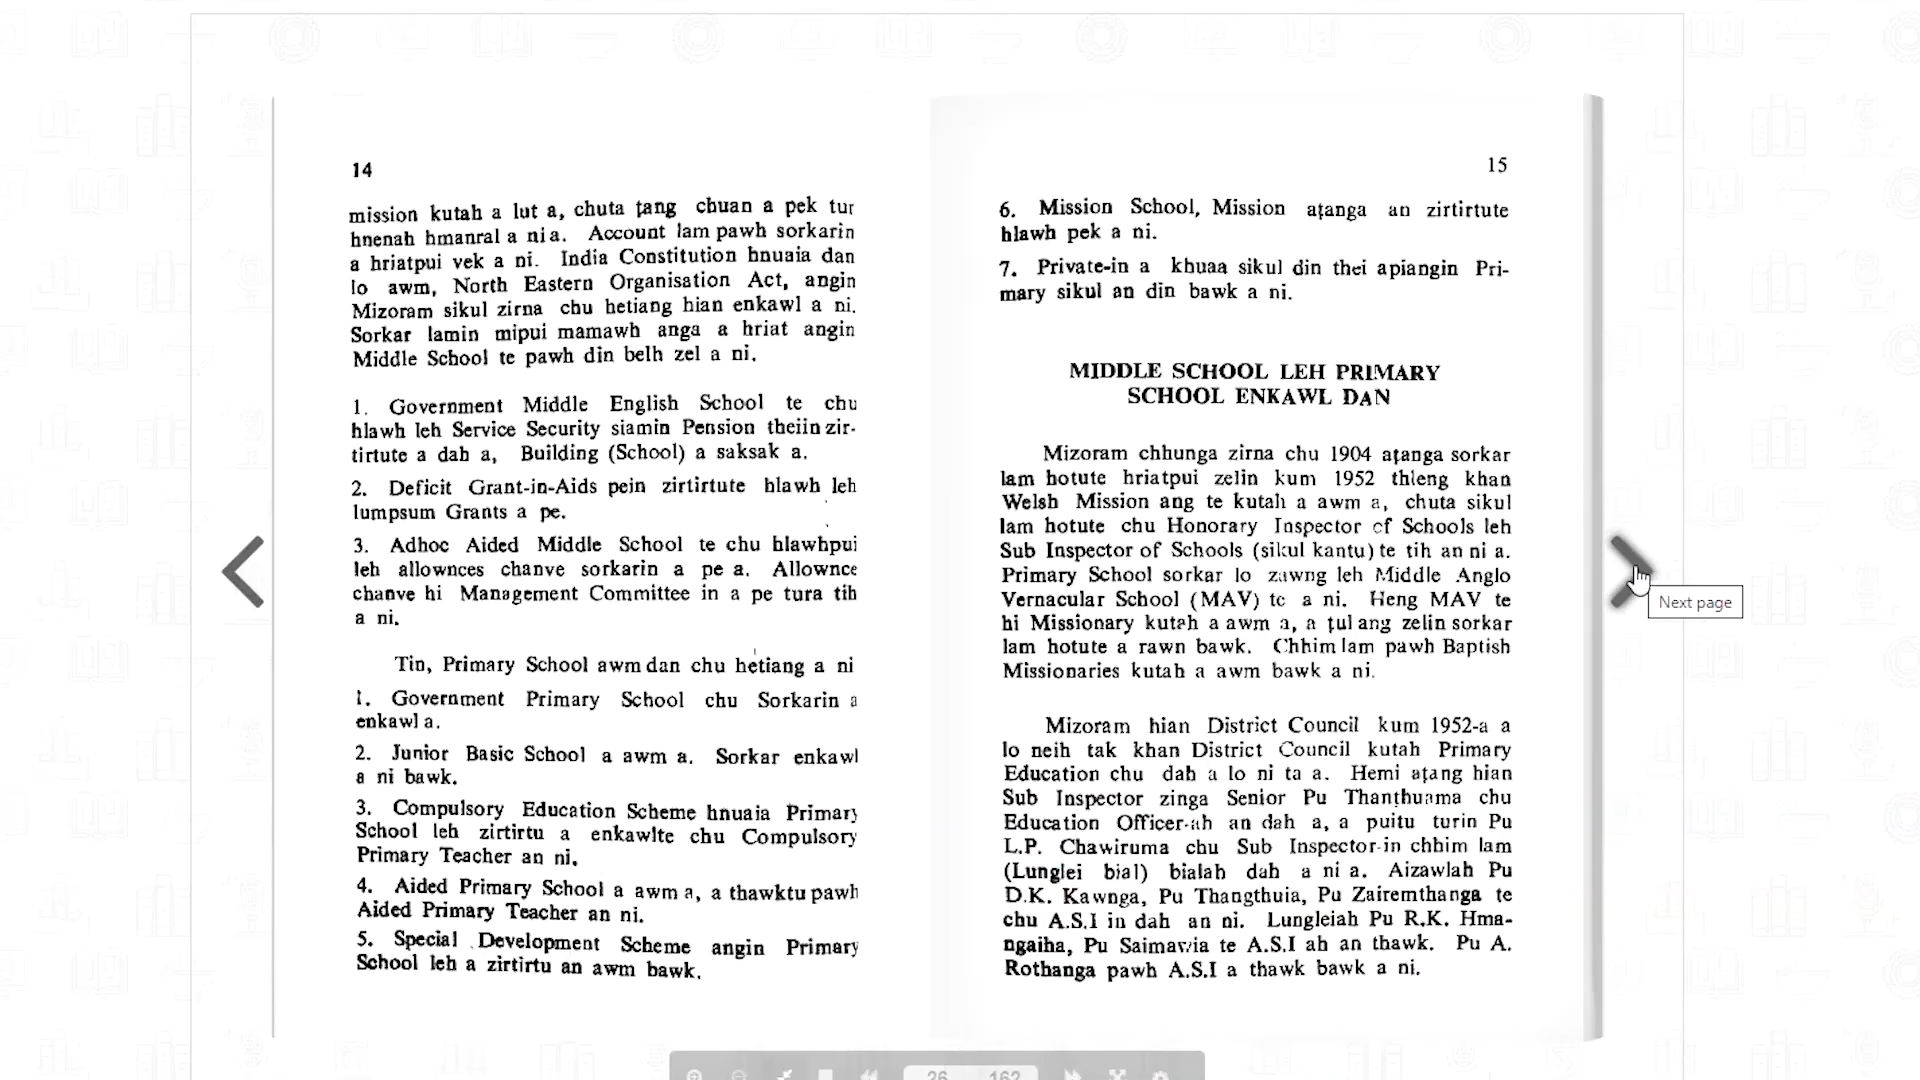 14
mission kutah a lut a, chuta ṭang chuan a pek tur
hnenah hmanral a ni a. Account lam pawh sorkarin
a hriatpui vek a ni. India Constitution hnuaia dan
lo awm, North Eastern Organisation Act, angin
Mizoram sikul zirna chu hetiang hian enkawl a ni.
Sorkar lamin mipui mamawh anga a hriat angin
Middle School te pawh din belh zel a ni.
1. Government Middle English School te chu
hlawh leh Service Security siamin Pension theiin zir-
tirtute a dah a, Building (School) a saksak a.
2. Deficit Grant-in-Aids pein zirtirtute hlawh leh
lumpsum Grants a pe.
3. Adhoc Aided Middle School te chu hlawhpui
leh allownces chanve sorkarin a pe a. Allownce
chanve hi Management Committee in a pe tura tih
a ni.
Tin, Primary School awm dan chu hetiang a ni
1. Government Primary School chu Sorkarin a
enkawl a.
2. Junior Basic School a awm a. Sorkar enkawl
a ni bawk.
3. Compulsory Education Scheme hnuaia Primary
School leh zirtirtu a enkawlte chu Compulsory
Primary Teacher an ni.
4. Aided Primary School a awm a, a thawktu pawh
Aided Primary Teacher an ni.
5. Special Development Scheme angin Primary
School leh a zirtirtu an awm bawk.
15
6. Mission School, Mission aṭanga an zirtirtute
hlawh pek a ni.
7. Private-in a khuaa sikul din thei apiangin Pri-
mary sikul an din bawk a ni.
MIDDLE SCHOOL LEH PRIMARY
SCHOOL ENKAWL DAN
Mizoram chhunga zirna chu 1904 aṭanga sorkar
lam hotute hriatpui zelin kum 1952 thleng khan
Welsh Mission ang te kutah a awm a, chuta sikul
lam hotute chu Honorary Inspector of Schools leh
Sub Inspector of Schools (sikul kantu) te tih an ni a.
Primary School sorkar lo zawng leh Middle Anglo
Vernacular School (MAV) te a ni. Heng MAV te
hi Missionary kutah a awm a, a ṭul ang zelin sorkar
lam hotute a rawn bawk. Chhim lam pawh Baptish
Missionaries kutah a awm bawk a ni.
Mizoram hian District Council kum 1952-a a
lo neih tak khan District Council kutah Primary
Education chu dah a lo ni ta a. Hemi aṭang hian
Sub Inspector zinga Senior Pu Thanṭhuama chu
Education Officer-ah an dah a, a puitu turin Pu
L.P. Chawiruma chu Sub Inspector-in chhim lam
(Lunglei bial) bialah dah a ni a. Aizawlah Pu
D.K. Kawnga, Pu Thangthuia, Pu Zairemthanga te
chu A.S.I in dah an ni. Lungleiah Pu R.K. Hma-
ngaiha, Pu Saimawia te A.S.I ah an thawk. Pu A.
Rothanga pawh A.S.I a thawk bawk a ni.
Next page
26 162